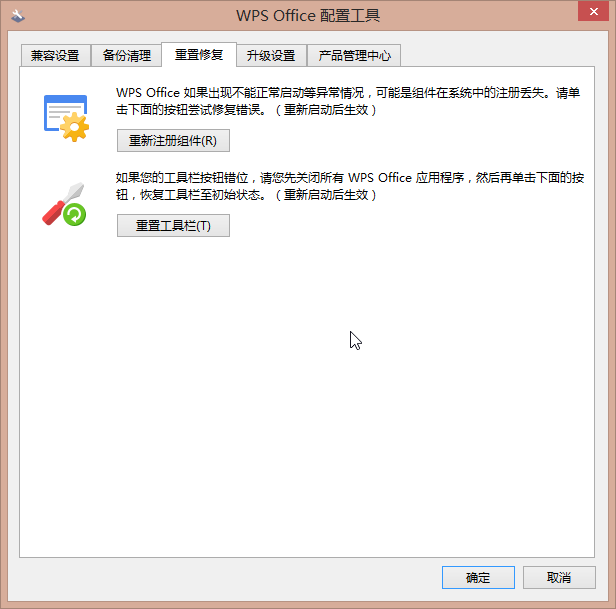 WPS Office 配置工具
兼容设置
备份清理
重置修复
升级设置
产品管理中心
WPS Office 如果出现不能正常启动等异常情况，可能是组件在系统中的注册丢失。请单
击下面的按钮尝试修复错误。（重新启动后生效）
重新注册组件(R)
如果您的工具栏按钮错位，请您先关闭所有 WPS Office 应用程序，然后再单击下面的按
钮，恢复工具栏至初始状态。（重新启动后生效）
重置工具栏(T)
确定
取消